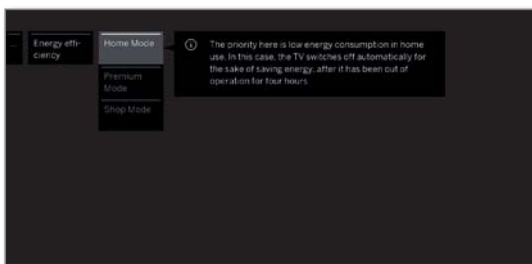 ...
Energy effi-
ciency
Home Mode
Premium
Mode
Shop Mode
The priority here is low energy consumption in home
use. In this case, the TV switches off automatically for
the sake of saving energy, after it has been out of
operation for four hours